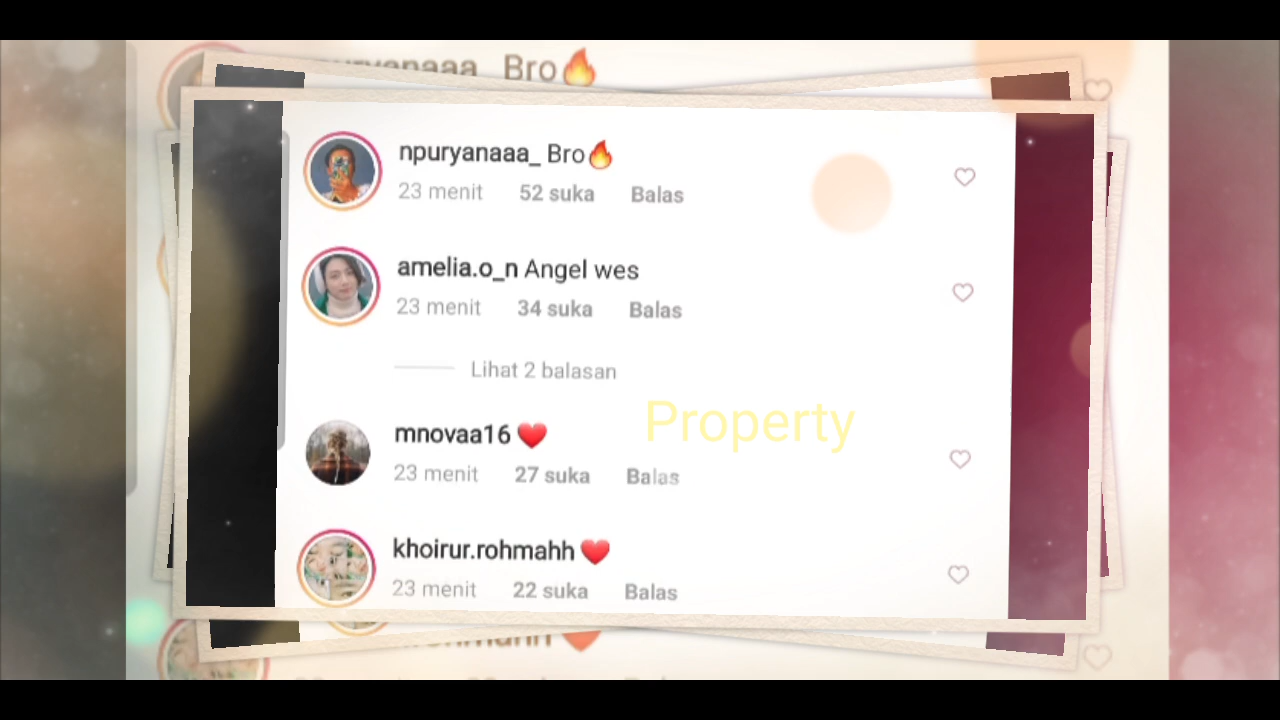 Bro🔥
npuryanaaa_ Bro🔥
23 menit 52 suka Balas
amelia.o_n Angel wes
23 menit 34 suka Balas
Lihat 2 balasan
Property
mnovaa16 ❤️
23 menit 27 suka Balas
khoirur.rohmahh ❤️
23 menit 22 suka Balas